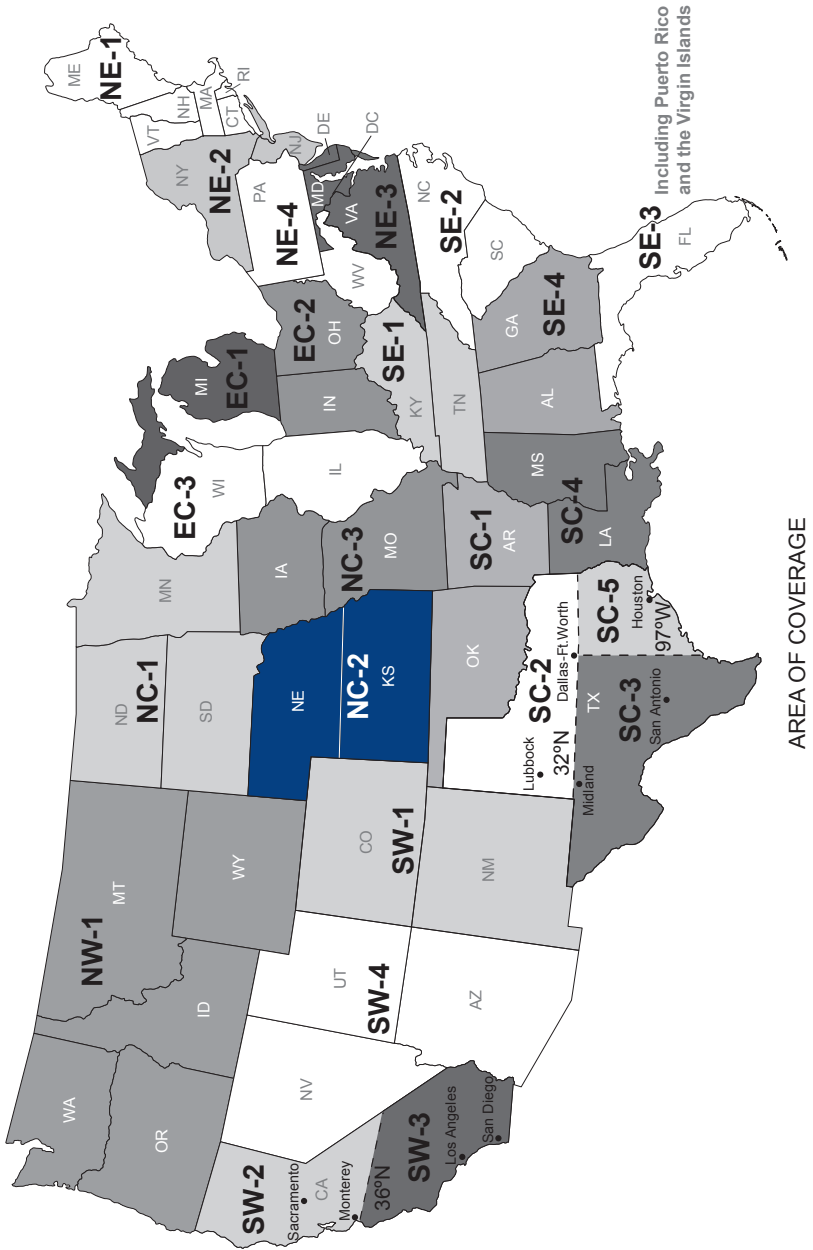 WA
OR
NW-1
MT
ID
WY
NV
UT
SW-4
AZ
SW-2
Sacramento
CA
Monterey
36ºN
SW-3
Los Angeles
San Diego
CO
SW-1
NM
ND
NC-1
SD
MN
NE
NC-2
KS
IA
NC-3
MO
OK
SC-1
AR
Lubbock
SC-2
Dallas-Ft.Worth
32ºN
Midland
TX
SC-3
San Antonio
SC-5
Houston
97ºW
SC-4
LA
MS
EC-3
WI
IL
MI
EC-1
EC-2
OH
IN
SE-1
KY
TN
AL
GA
SE-4
ME
NE-1
VT
NH
MA
CT
RI
NY
NE-2
NJ
PA
NE-4
DE
MD
DC
VA
NE-3
WV
NC
SE-2
SC
SE-3
FL
Including Puerto Rico
and the Virgin Islands
AREA OF COVERAGE